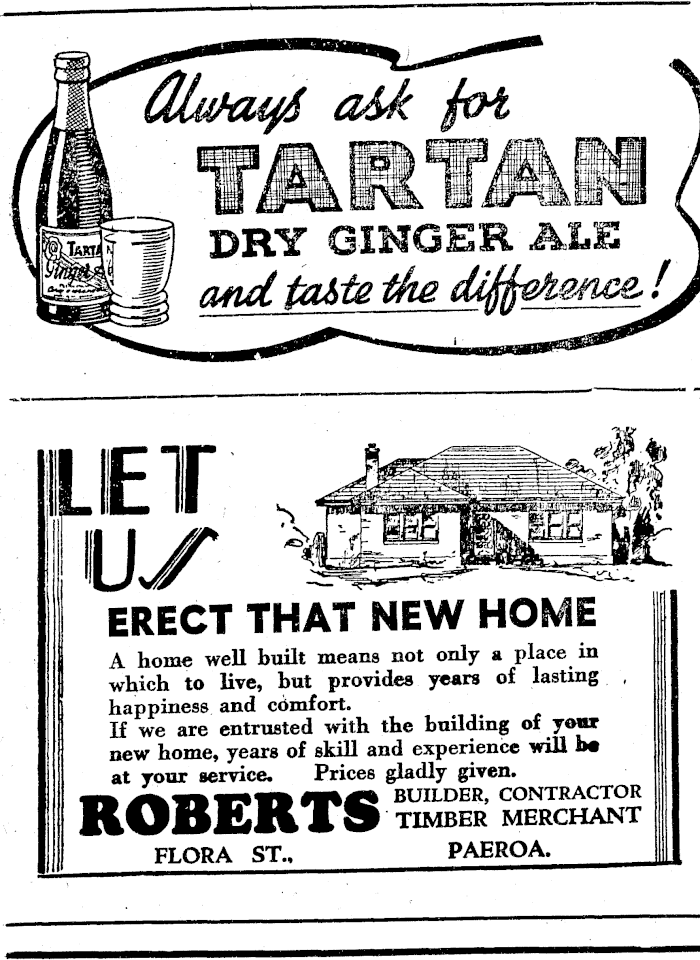 Always ask for
TARTAN
DRY GINGER ALE
and taste the difference!
TARTAN
Ginger A
LET
US
ERECT THAT NEW HOME
A home well built means not only a place in
which to live, but provides years of lasting
happiness and comfort.
If we are entrusted with the building of your
new home, years of skill and experience will be
at your service. Prices gladly given.
ROBERTS BUILDER, CONTRACTOR
TIMBER MERCHANT
FLORA ST., PAEROA.